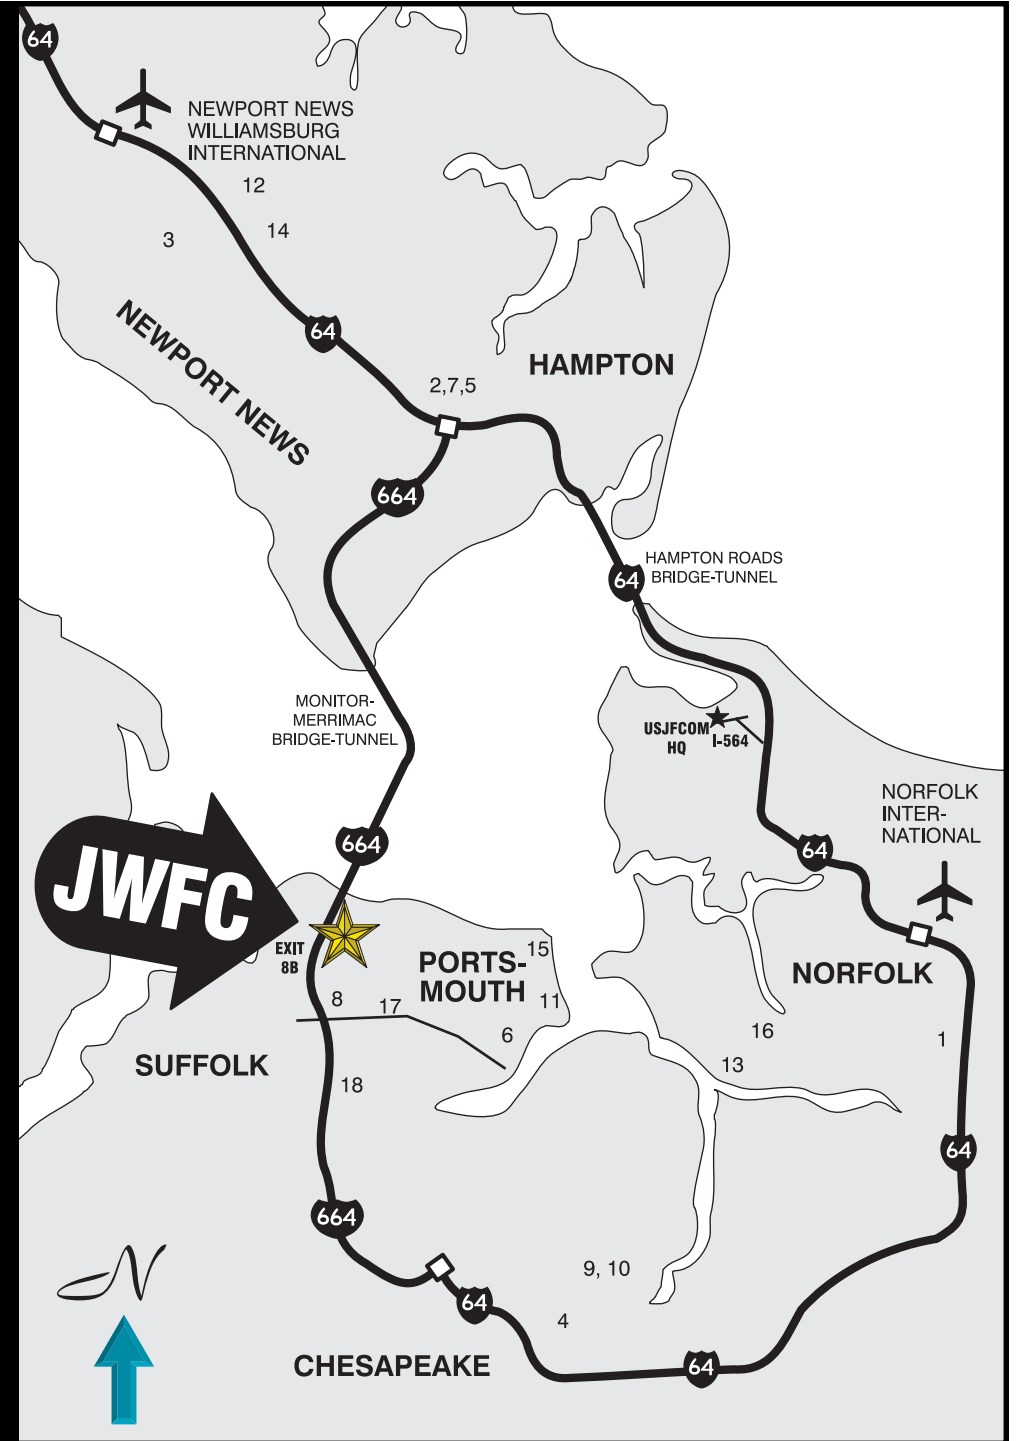 64
NEWPORT NEWS
WILLIAMSBURG
INTERNATIONAL
12
3
14
NEWPORT NEWS
64
HAMPTON
2,7,5
664
HAMPTON ROADS
BRIDGE-TUNNEL
64
MONITOR-
MERRIMAC
BRIDGE-TUNNEL
USJFCOM
HQ
I-564
NORFOLK
INTER-
NATIONAL
664
64
JWFC
EXIT
8B
PORTS-
MOUTH
15
NORFOLK
8
17
11
6
16
1
13
SUFFOLK
18
64
664
N
9, 10
64
4
CHESAPEAKE
64